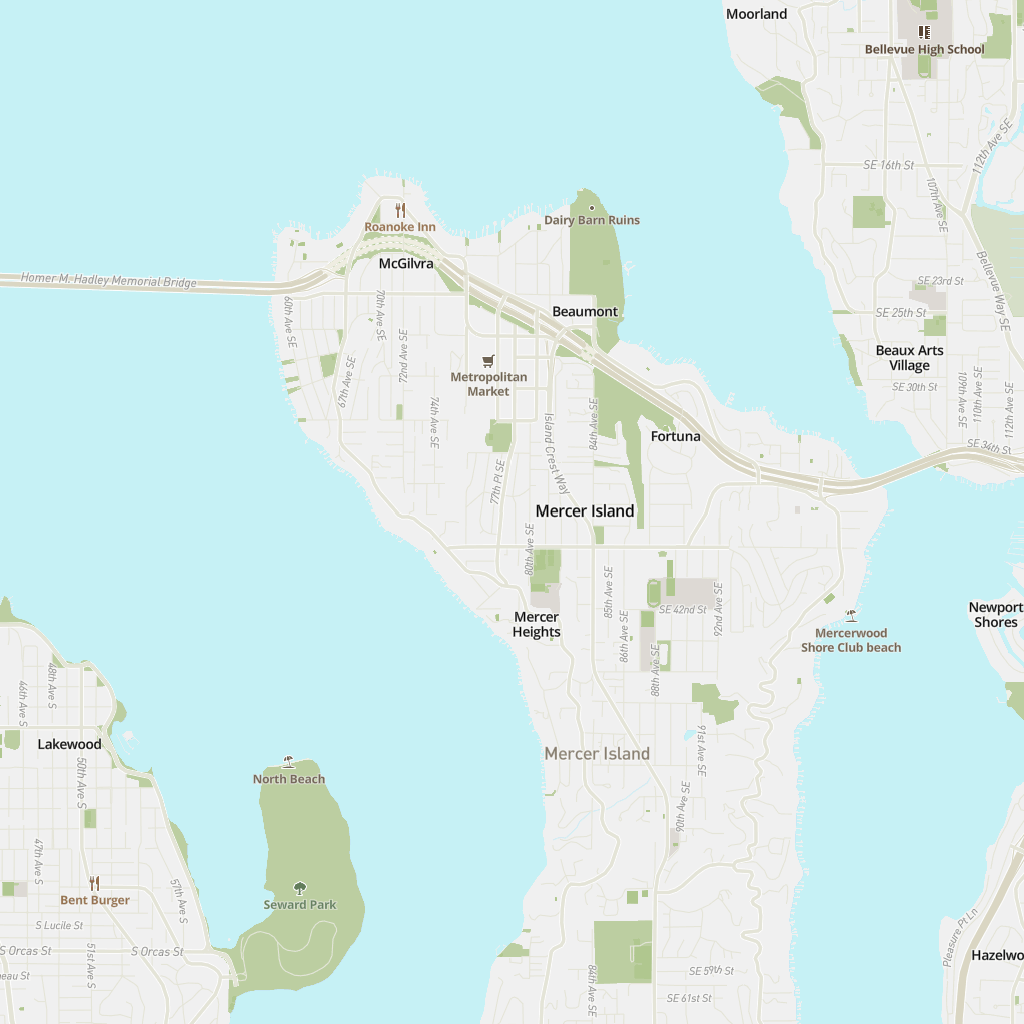 Moorland
Bellevue High School
112th Ave SE
SE 16th St
107th Ave SE
Dairy Barn Ruins
Roanoke Inn
McGilvra
Homer M. Hadley Memorial Bridge
Bellevue Way SE
SE 23rd St
60th Ave SE
70th Ave SE
Beaumont
SE 25th St
72nd Ave SE
Beaux Arts
Village
67th Ave SE
Metropolitan
Market
SE 30th St
109th Ave SE
110th Ave SE
112th Ave SE
74th Ave SE
84th Ave SE
Island Crest Way
Fortuna
SE 34th St
77th Pl SE
Mercer Island
80th Ave SE
85th Ave SE
92nd Ave SE
SE 42nd St
Newport
Shores
Mercer
Heights
86th Ave SE
Mercerwood
Shore Club beach
88th Ave SE
48th Ave S
46th Ave S
Lakewood
91st Ave SE
Mercer Island
50th Ave S
North Beach
90th Ave SE
47th Ave S
Bent Burger
57th Ave S
Seward Park
S Lucile St
Pleasure Pt Ln
S Orcas St
S Orcas St
51st Ave S
Hazelwo
84th Ave SE
SE 59th St
eau St
SE 61st St